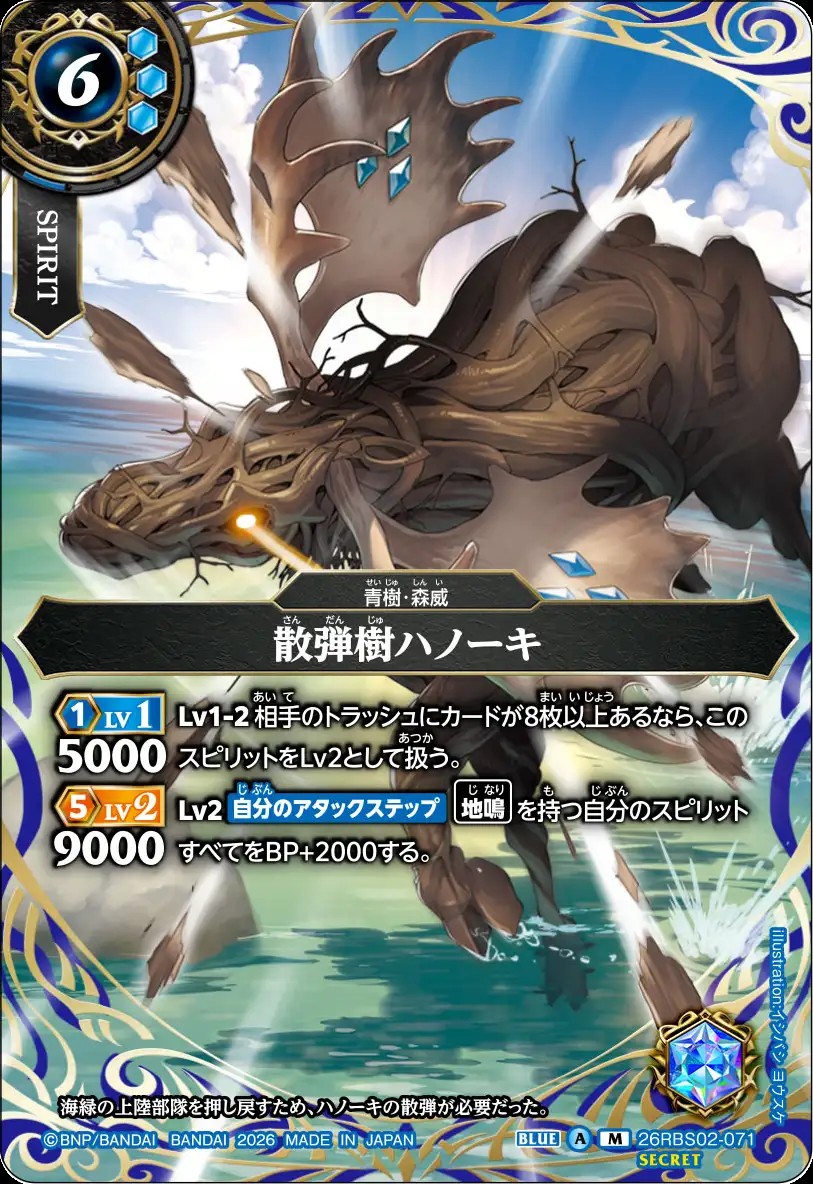 6
SPIRIT
青樹・森威
散弾樹ハノーキ
1 LV1
5000
Lv1-2 相手のトラッシュにカードが8枚以上あるなら、この
スピリットをLv2として扱う。
5 LV2
9000
Lv2 自分のアタックステップ 地鳴 を持つ自分のスピリット
すべてをBP+2000する。
illustration:イシバシ ヨウスケ
海緑の上陸部隊を押し戻すため、ハノーキの散弾が必要だった。
©BNP/BANDAI BANDAI 2026 MADE IN JAPAN
BLUE A M 26RBS02-071
SECRET